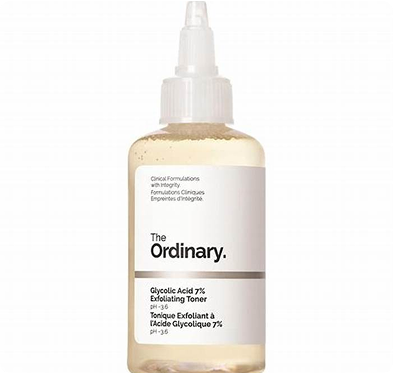 Clinical Formulations
with Integrity.
Formulations Cliniques
Empreintes d'Intégrité.
The
Ordinary.
Glycolic Acid 7%
Exfoliating Toner
pH ~3.6
Tonique Exfoliant à
l'Acide Glycolique 7%
pH ~3.6